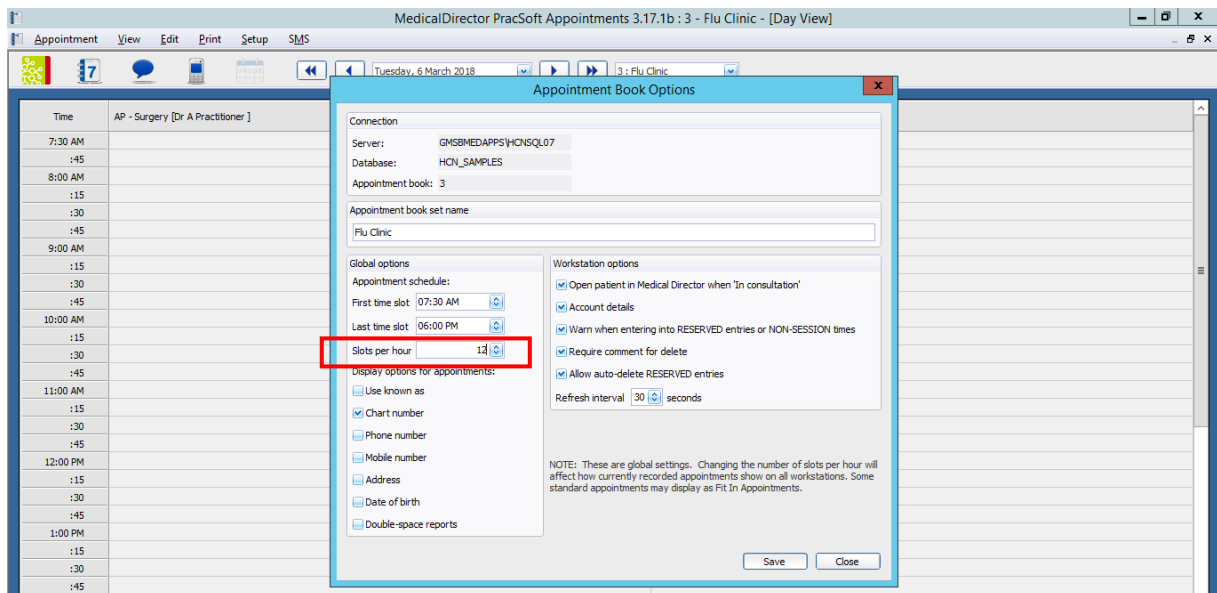 MedicalDirector PracSoft Appointments 3.17.1b : 3 - Flu Clinic - [Day View]
Appointment View Edit Print Setup SMS
7 ONLINE Tuesday, 6 March 2018 3 : Flu Clinic
Appointment Book Options
Time AP - Surgery [Dr A Practitioner ]
7:30 AM
:45
8:00 AM
:15
:30
:45
9:00 AM
:15
:30
:45
10:00 AM
:15
:30
:45
11:00 AM
:15
:30
:45
12:00 PM
:15
:30
:45
1:00 PM
:15
:30
:45
Connection
Server: GMSBMEDAPPS\HCNSQL07
Database: HCN_SAMPLES
Appointment book: 3
Appointment book set name
Flu Clinic
Global options
Appointment schedule:
First time slot 07:30 AM
Last time slot 06:00 PM
Slots per hour 12
Display options for appointments:
Use known as
Chart number
Phone number
Mobile number
Address
Date of birth
Double-space reports
Workstation options
Open patient in Medical Director when 'In consultation'
Account details
Warn when entering into RESERVED entries or NON-SESSION times
Require comment for delete
Allow auto-delete RESERVED entries
Refresh interval 30 seconds
NOTE: These are global settings. Changing the number of slots per hour will
affect how currently recorded appointments show on all workstations. Some
standard appointments may display as Fit In Appointments.
Save Close